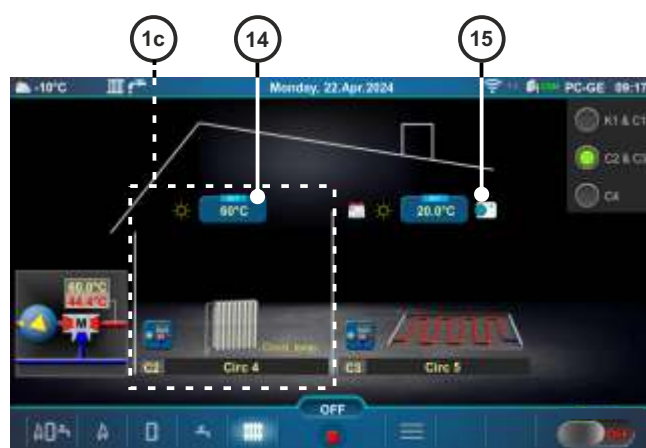 1c 14 15
-10°C Monday, 22.Apr.2024 PC-GE 09:17
K1 & C1
C2 & C3
C4
60°C 20.0°C
60.0°C
44.4°C
M
C2 Circ 4 C3 Circ 5
OFF
OFF